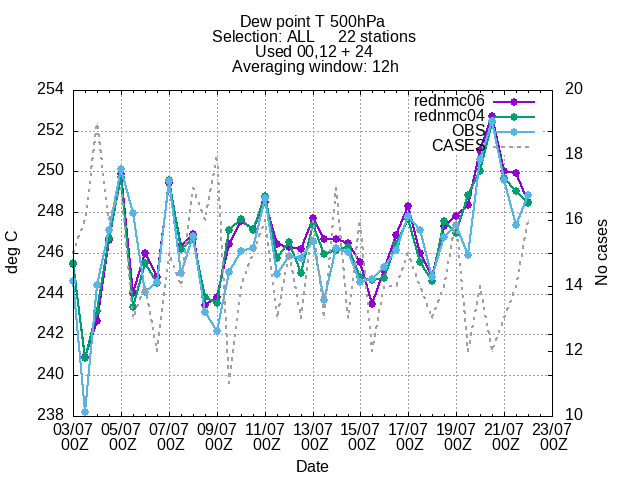 Dew point T 500hPa
Selection: ALL 22 stations
Used 00,12 + 24
Averaging window: 12h
254
252
250
248
246
244
242
240
238
deg C
20
18
16
14
12
10
No cases
rednmc06
rednmc04
OBS
CASES
03/07 05/07 07/07 09/07 11/07 13/07 15/07 17/07 19/07 21/07 23/07
00Z 00Z 00Z 00Z 00Z 00Z 00Z 00Z 00Z 00Z 00Z
Date